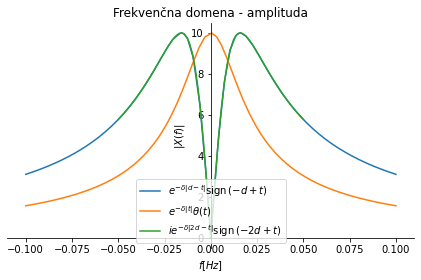 Frekvenčna domena - amplituda
10
8
6
4
2
0
|X(f)|
e^{-δ|d-t|} sign (-d + t)
e^{-δ|t|} θ(t)
ie^{-δ|2d-t|} sign (-2d + t)
-0.100 -0.075 -0.050 -0.025 0.000 0.025 0.050 0.075 0.100
f[Hz]